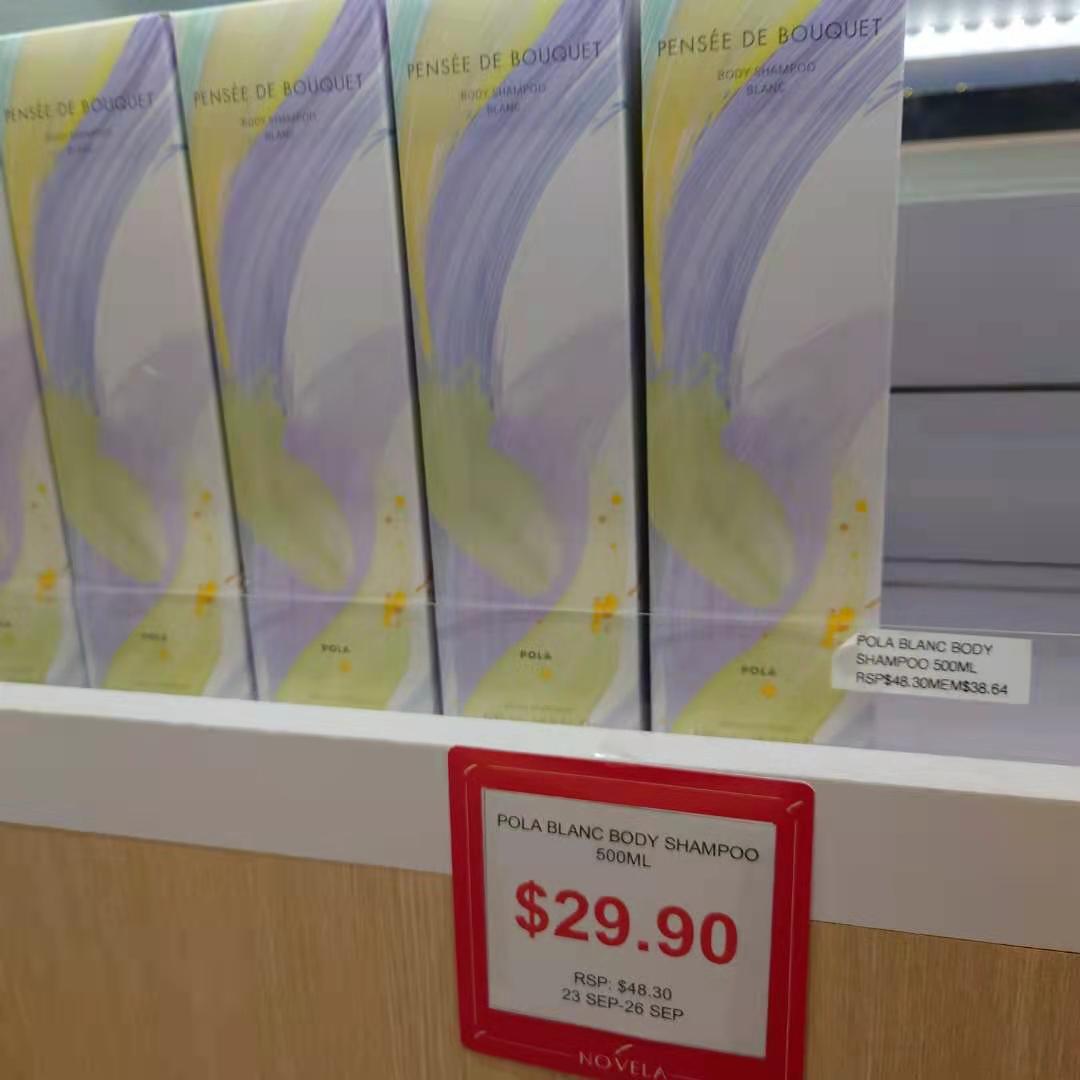 PENSÉE DE BOUQUET
PENSÉE DE BOUQUET
BODY SHAMPOO
BLANC
PENSÉE DE BOUQUET
BODY SHAMPOO
BLANC
PENSÉE DE BOUQUET
BODY SHAMPOO
BLANC
POLA
POLA
POLA
POLA
POLA BLANC BODY
SHAMPOO 500ML
RSP$48.30MEM$38.64
POLA BLANC BODY SHAMPOO
500ML
$29.90
RSP: $48.30
23 SEP-26 SEP
NOVELA